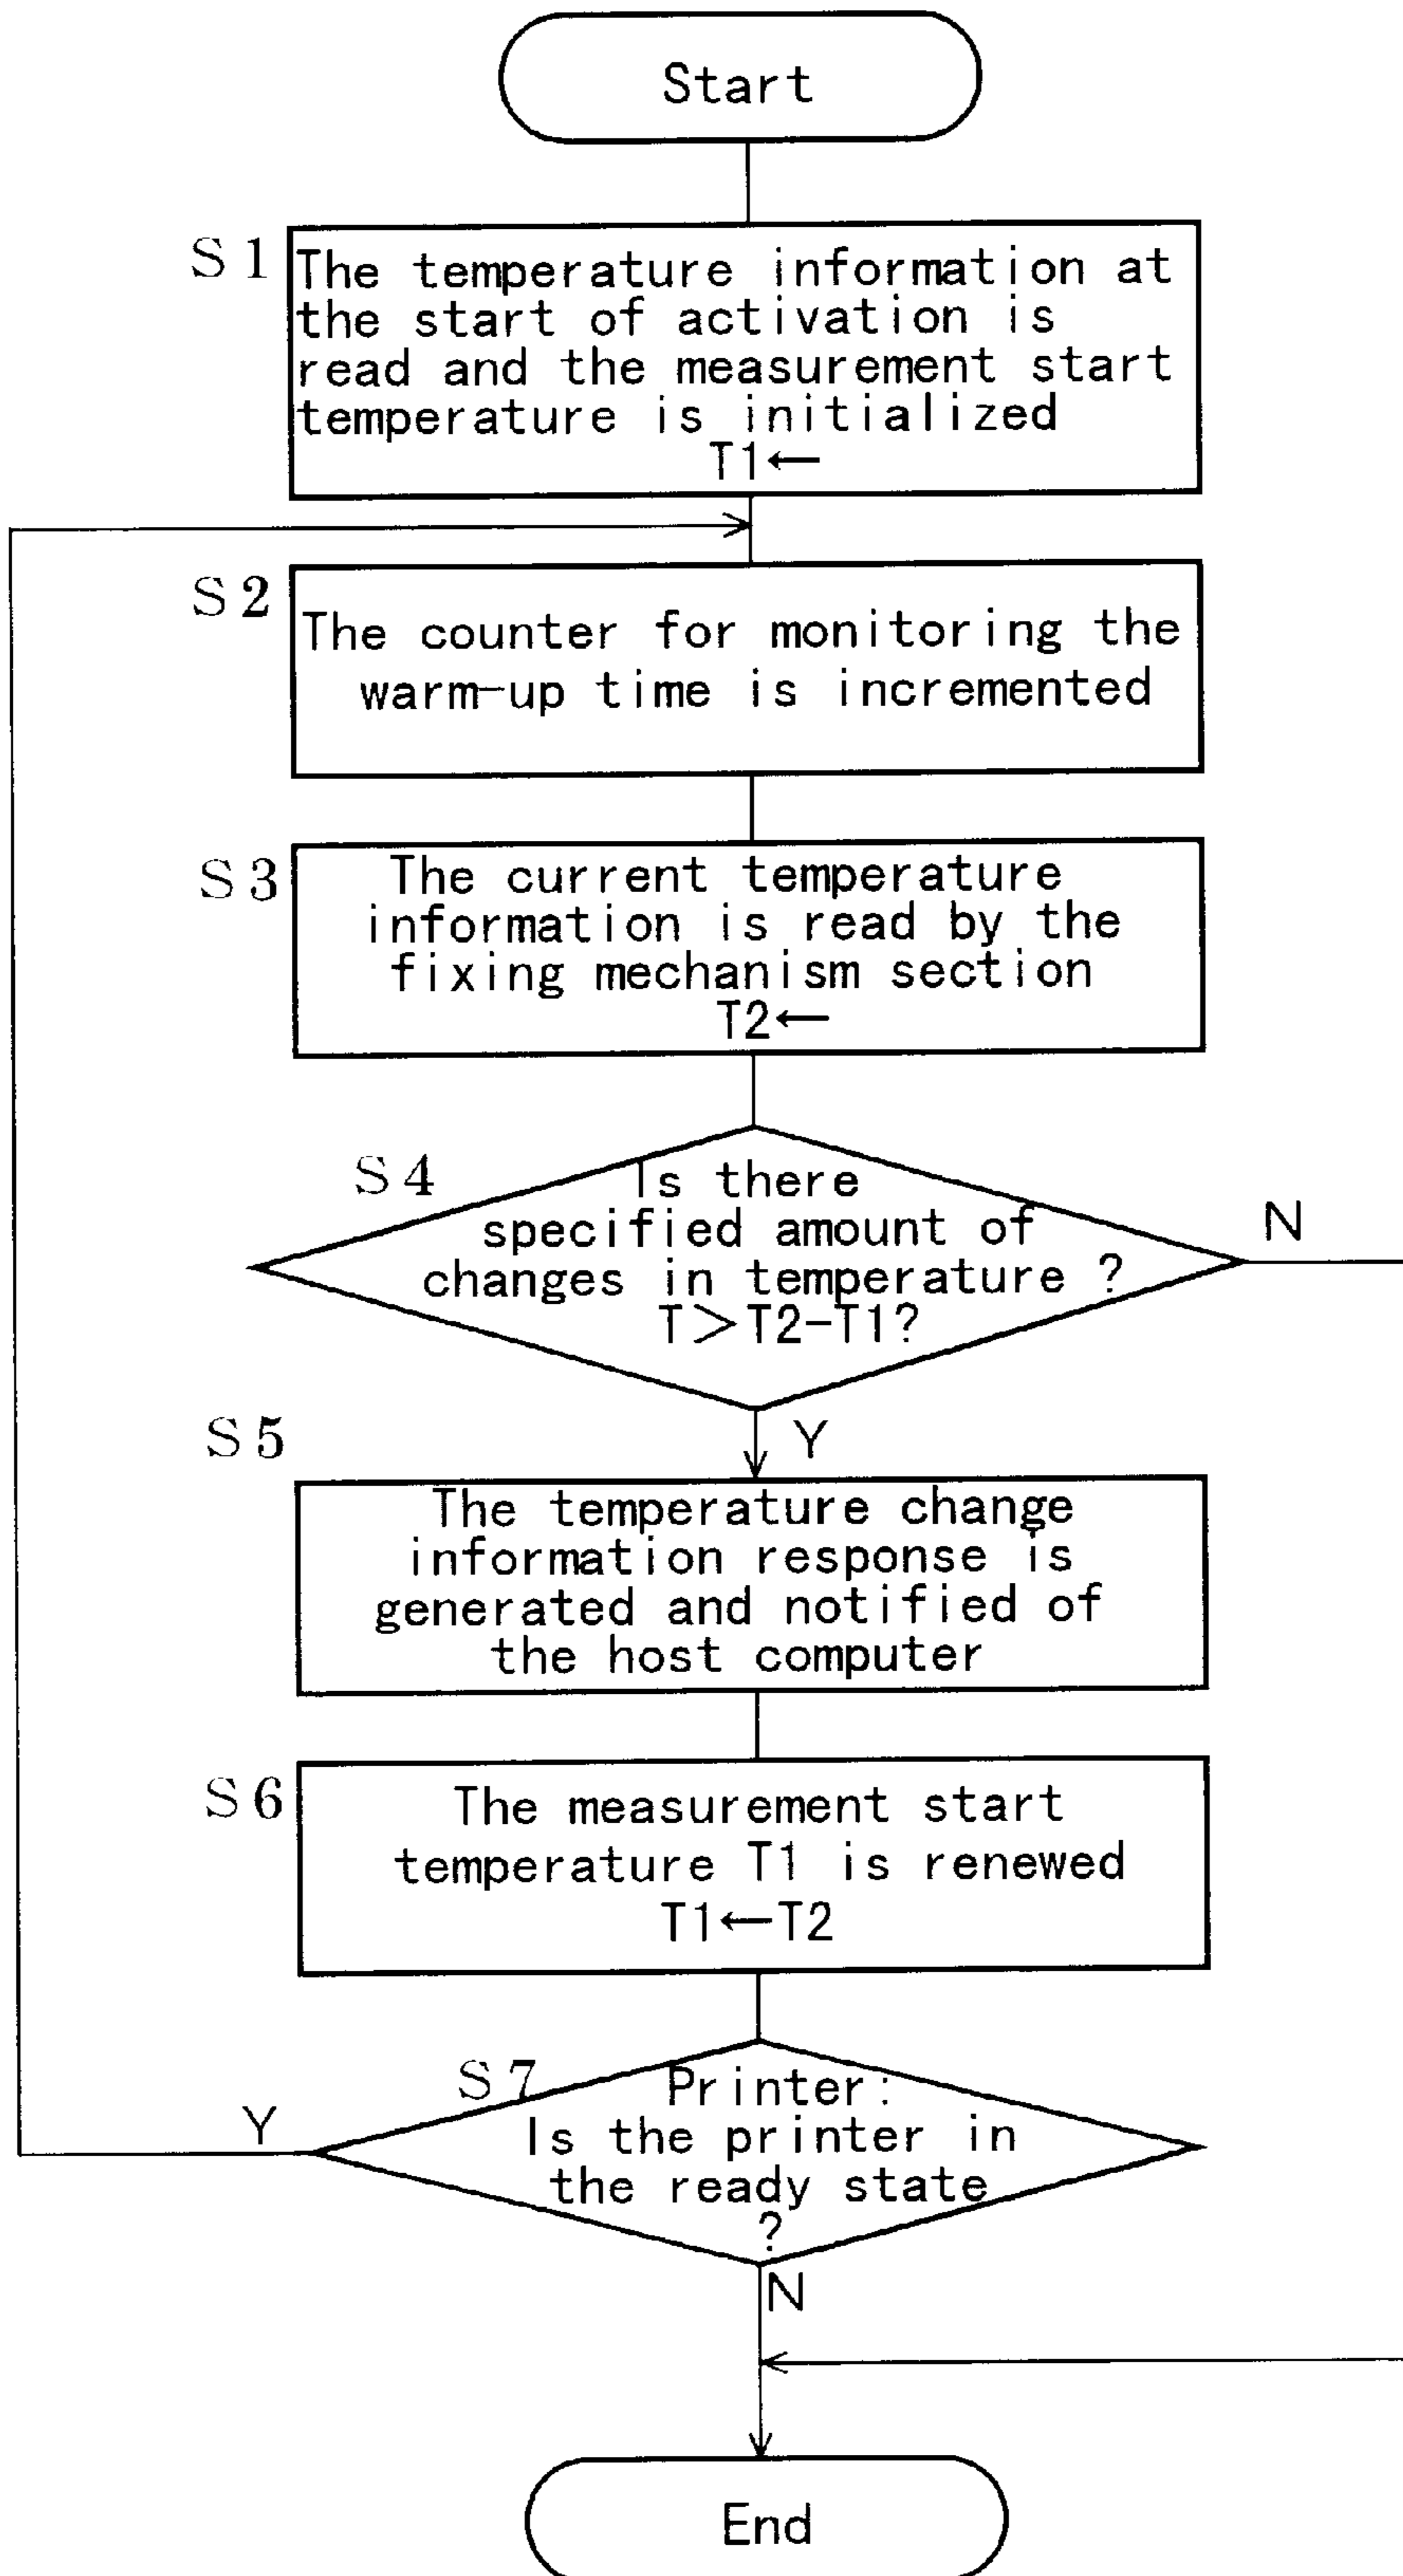 Start
S1
The temperature information at
the start of activation is
read and the measurement start
temperature is initialized
T1←
S2
The counter for monitoring the
warm-up time is incremented
S3
The current temperature
information is read by the
fixing mechanism section
T2←
S4
Is there
specified amount of
changes in temperature ?
T>T2-T1?
N
Y
S5
The temperature change
information response is
generated and notified of
the host computer
S6
The measurement start
temperature T1 is renewed
T1←T2
S7
Printer:
Is the printer in
the ready state
?
Y
N
End